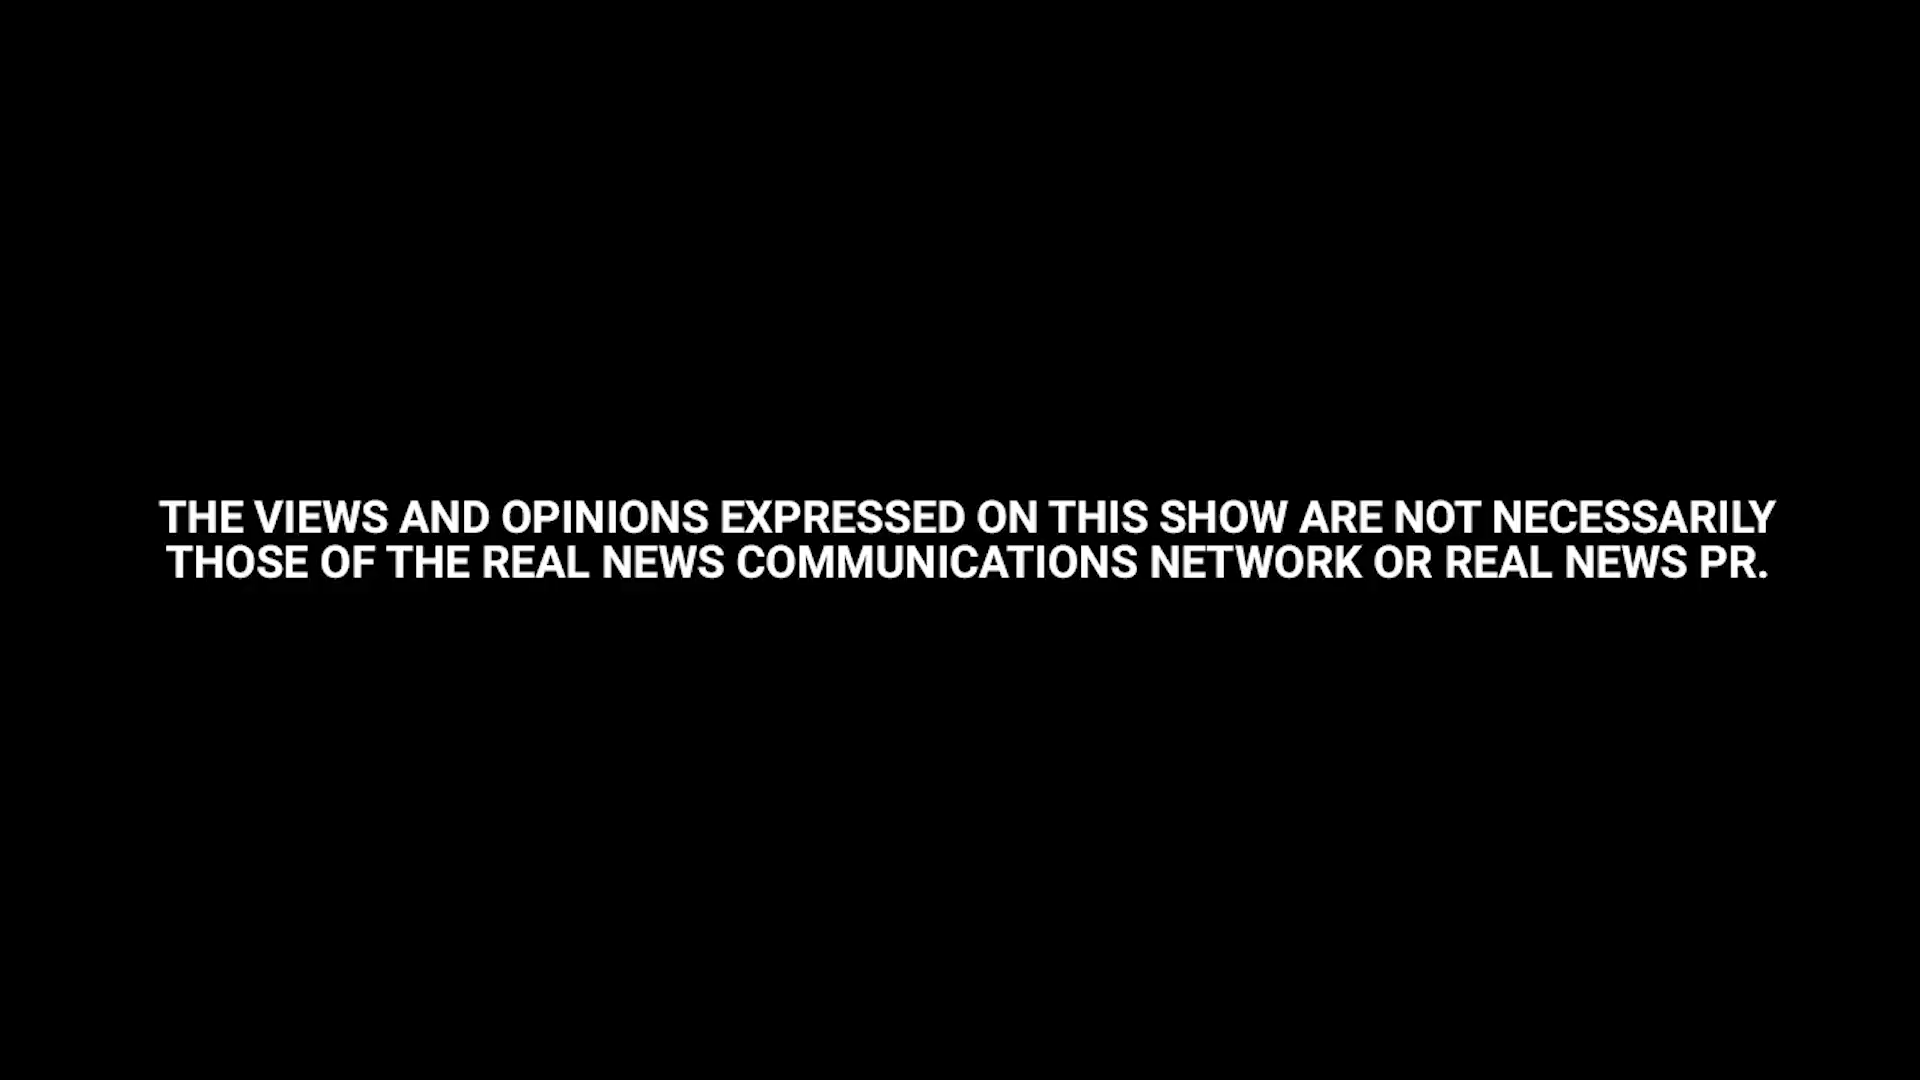 THE VIEWS AND OPINIONS EXPRESSED ON THIS SHOW ARE NOT NECESSARILY
THOSE OF THE REAL NEWS COMMUNICATIONS NETWORK OR REAL NEWS PR.